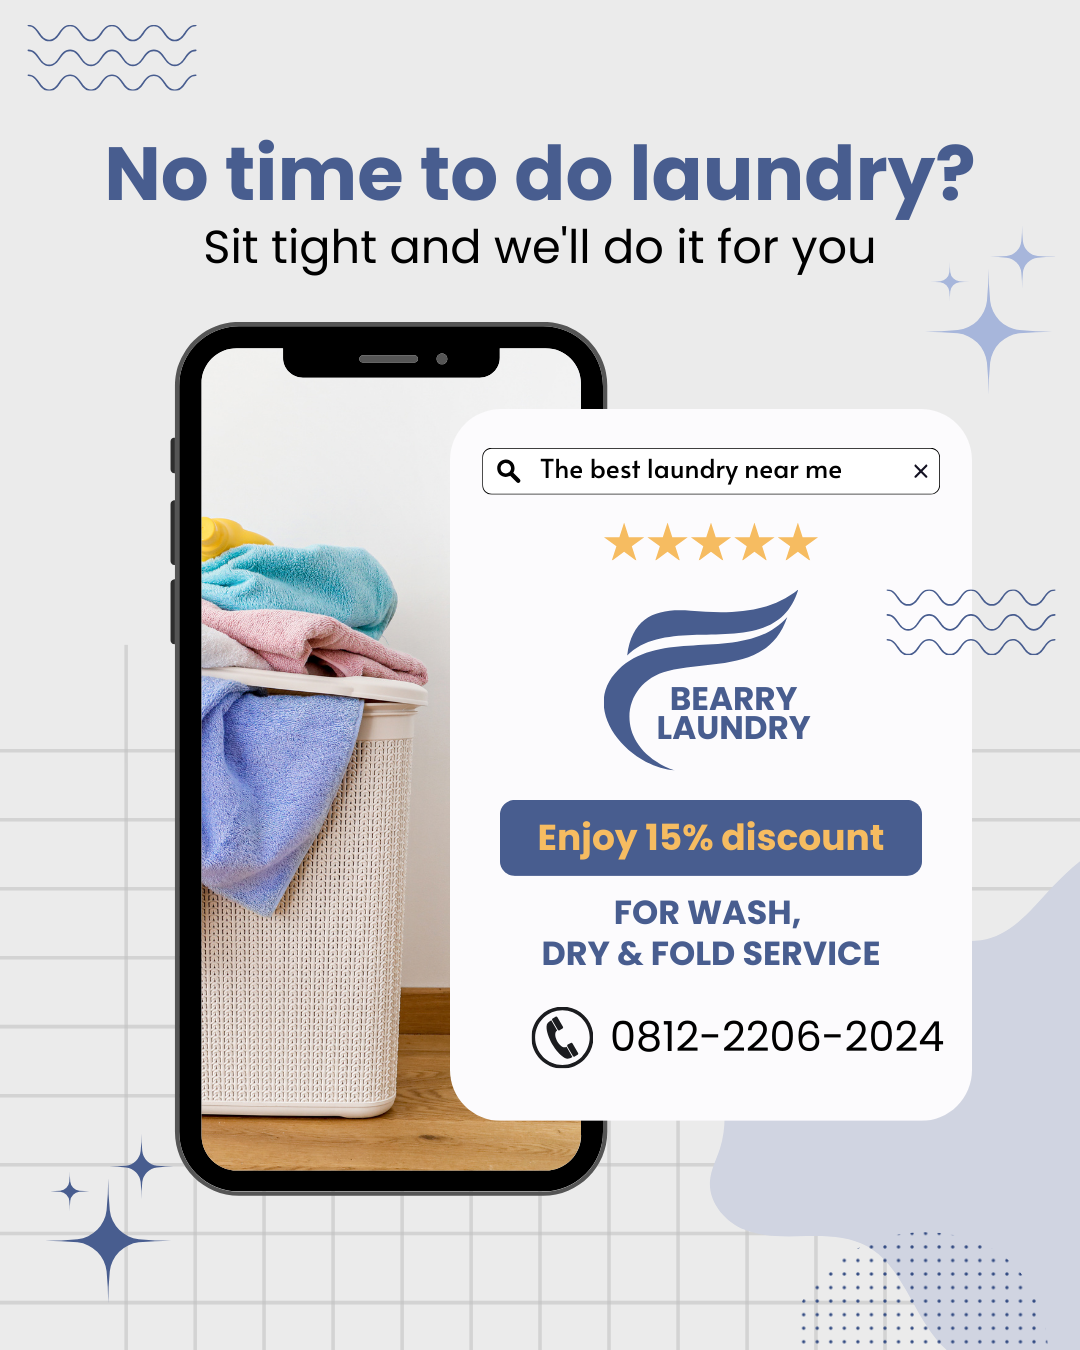 No time to do laundry?
Sit tight and we'll do it for you
The best laundry near me
BEARRY
LAUNDRY
Enjoy 15% discount
FOR WASH,
DRY & FOLD SERVICE
0812-2206-2024